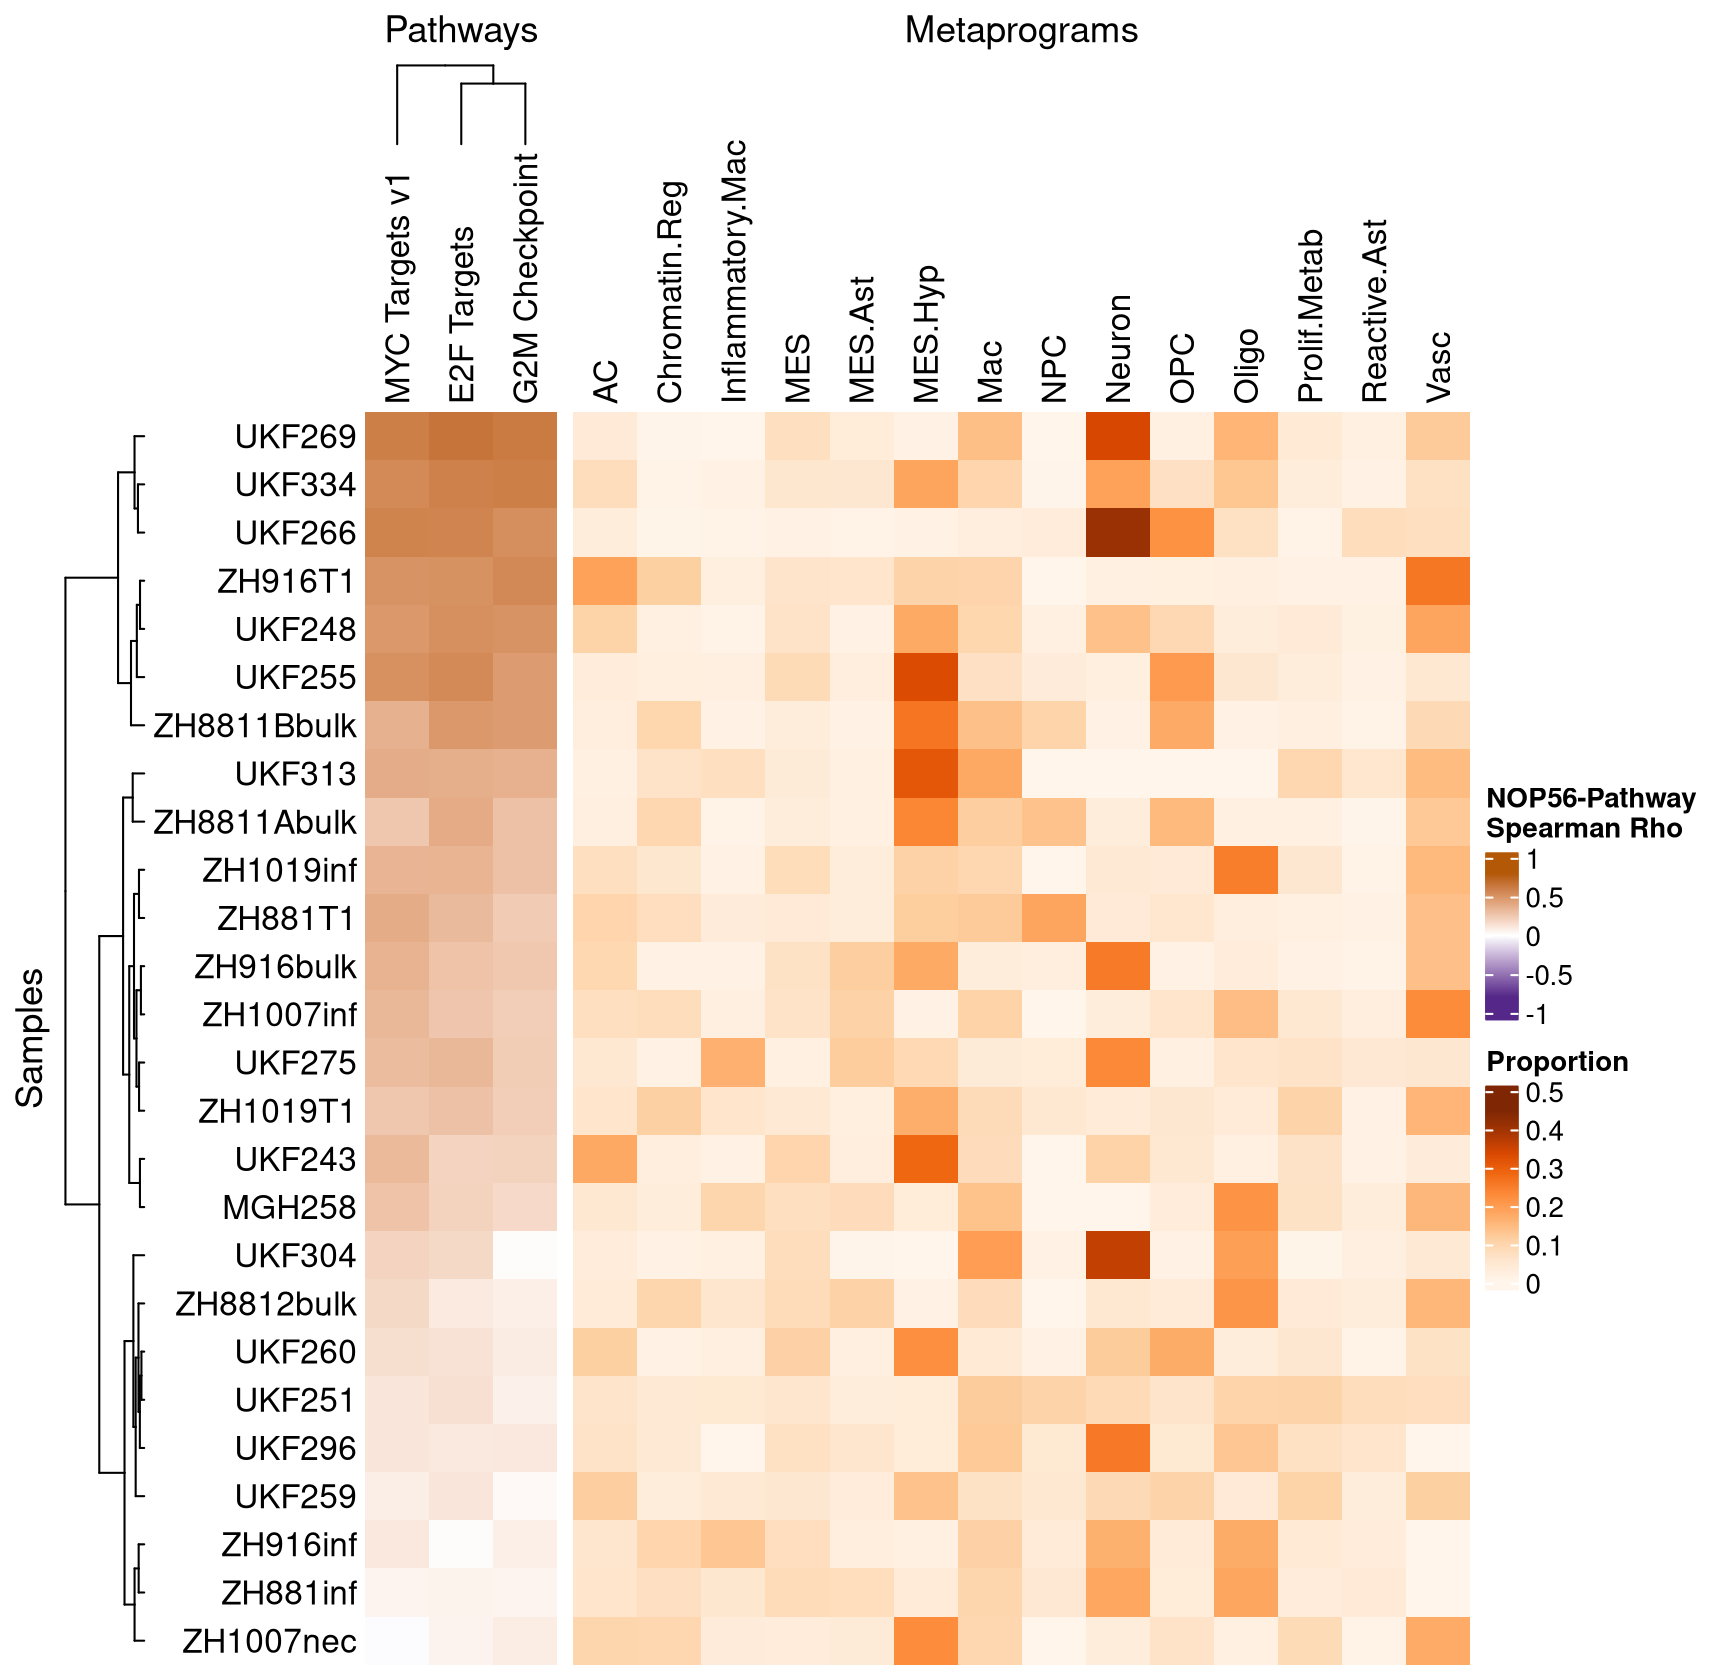 Pathways
Metaprograms
MYC Targets v1
E2F Targets
G2M Checkpoint
AC
Chromatin.Reg
Inflammatory.Mac
MES
MES.Ast
MES.Hyp
Mac
NPC
Neuron
OPC
Oligo
Prolif.Metab
Reactive.Ast
Vasc
Samples
UKF269
UKF334
UKF266
ZH916T1
UKF248
UKF255
ZH8811Bbulk
UKF313
ZH8811Abulk
ZH1019inf
ZH881T1
ZH916bulk
ZH1007inf
UKF275
ZH1019T1
UKF243
MGH258
UKF304
ZH8812bulk
UKF260
UKF251
UKF296
UKF259
ZH916inf
ZH881inf
ZH1007nec
NOP56-Pathway
Spearman Rho
1
0.5
0
-0.5
-1
Proportion
0.5
0.4
0.3
0.2
0.1
0